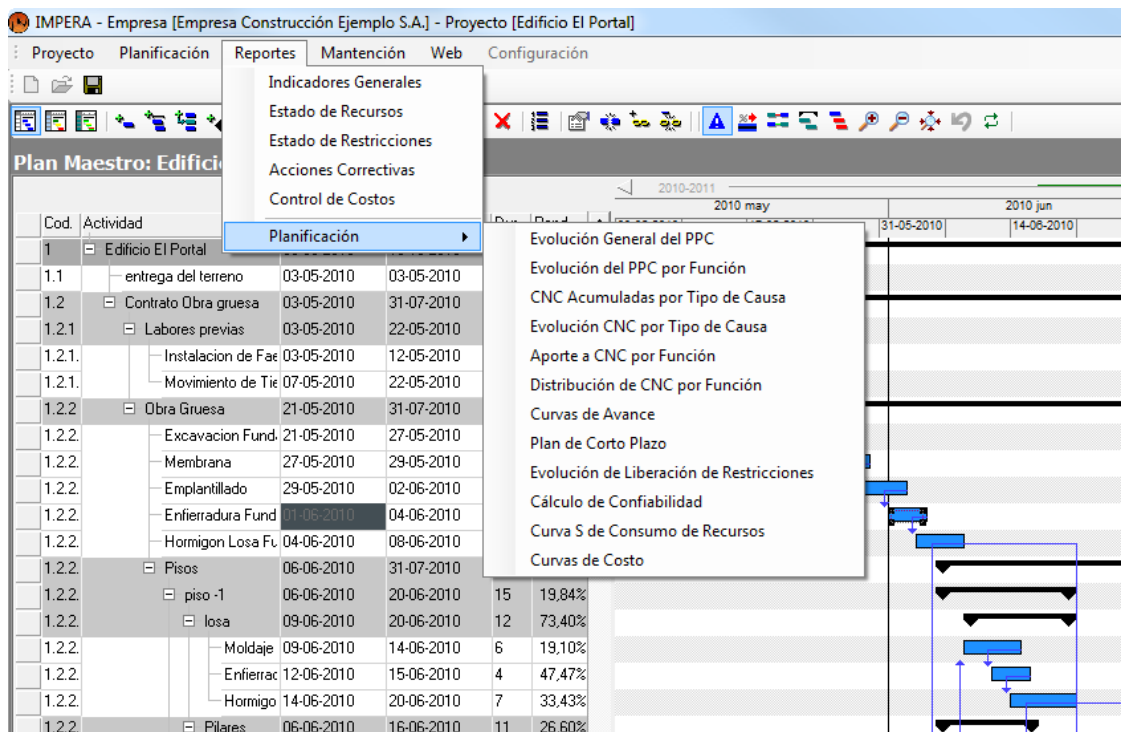 IMPERA - Empresa [Empresa Construcción Ejemplo S.A.] - Proyecto [Edificio El Portal]
Proyecto Planificación Reportes Mantención Web Configuración
Indicadores Generales
Estado de Recursos
Estado de Restricciones
Acciones Correctivas
Control de Costos
Planificación
Evolución General del PPC
Evolución del PPC por Función
CNC Acumuladas por Tipo de Causa
Evolución CNC por Tipo de Causa
Aporte a CNC por Función
Distribución de CNC por Función
Curvas de Avance
Plan de Corto Plazo
Evolución de Liberación de Restricciones
Cálculo de Confiabilidad
Curva S de Consumo de Recursos
Curvas de Costo
Plan Maestro: Edifici
2010-2011
2010 may 2010 jun
31-05-2010 14-06-2010
Cod. Actividad
1 Edificio El Portal
1.1 entrega del terreno 03-05-2010 03-05-2010
1.2 Contrato Obra gruesa 03-05-2010 31-07-2010
1.2.1 Labores previas 03-05-2010 22-05-2010
1.2.1. Instalacion de Fae 03-05-2010 12-05-2010
1.2.1. Movimiento de Tie 07-05-2010 22-05-2010
1.2.2 Obra Gruesa 21-05-2010 31-07-2010
1.2.2. Excavacion Fund. 21-05-2010 27-05-2010
1.2.2. Membrana 27-05-2010 29-05-2010
1.2.2. Emplantillado 29-05-2010 02-06-2010
1.2.2. Enfierradura Fund 01-06-2010 04-06-2010
1.2.2. Hormigon Losa Fu 04-06-2010 08-06-2010
1.2.2. Pisos 06-06-2010 31-07-2010
1.2.2. piso -1 06-06-2010 20-06-2010 15 19,84%
1.2.2. losa 09-06-2010 20-06-2010 12 73,40%
1.2.2. Moldaje 09-06-2010 14-06-2010 6 19,10%
1.2.2. Enfierrac 12-06-2010 15-06-2010 4 47,47%
1.2.2. Hormigo 14-06-2010 20-06-2010 7 33,43%
1.2.2. Pilares 06-06-2010 16-06-2010 11 26,60%